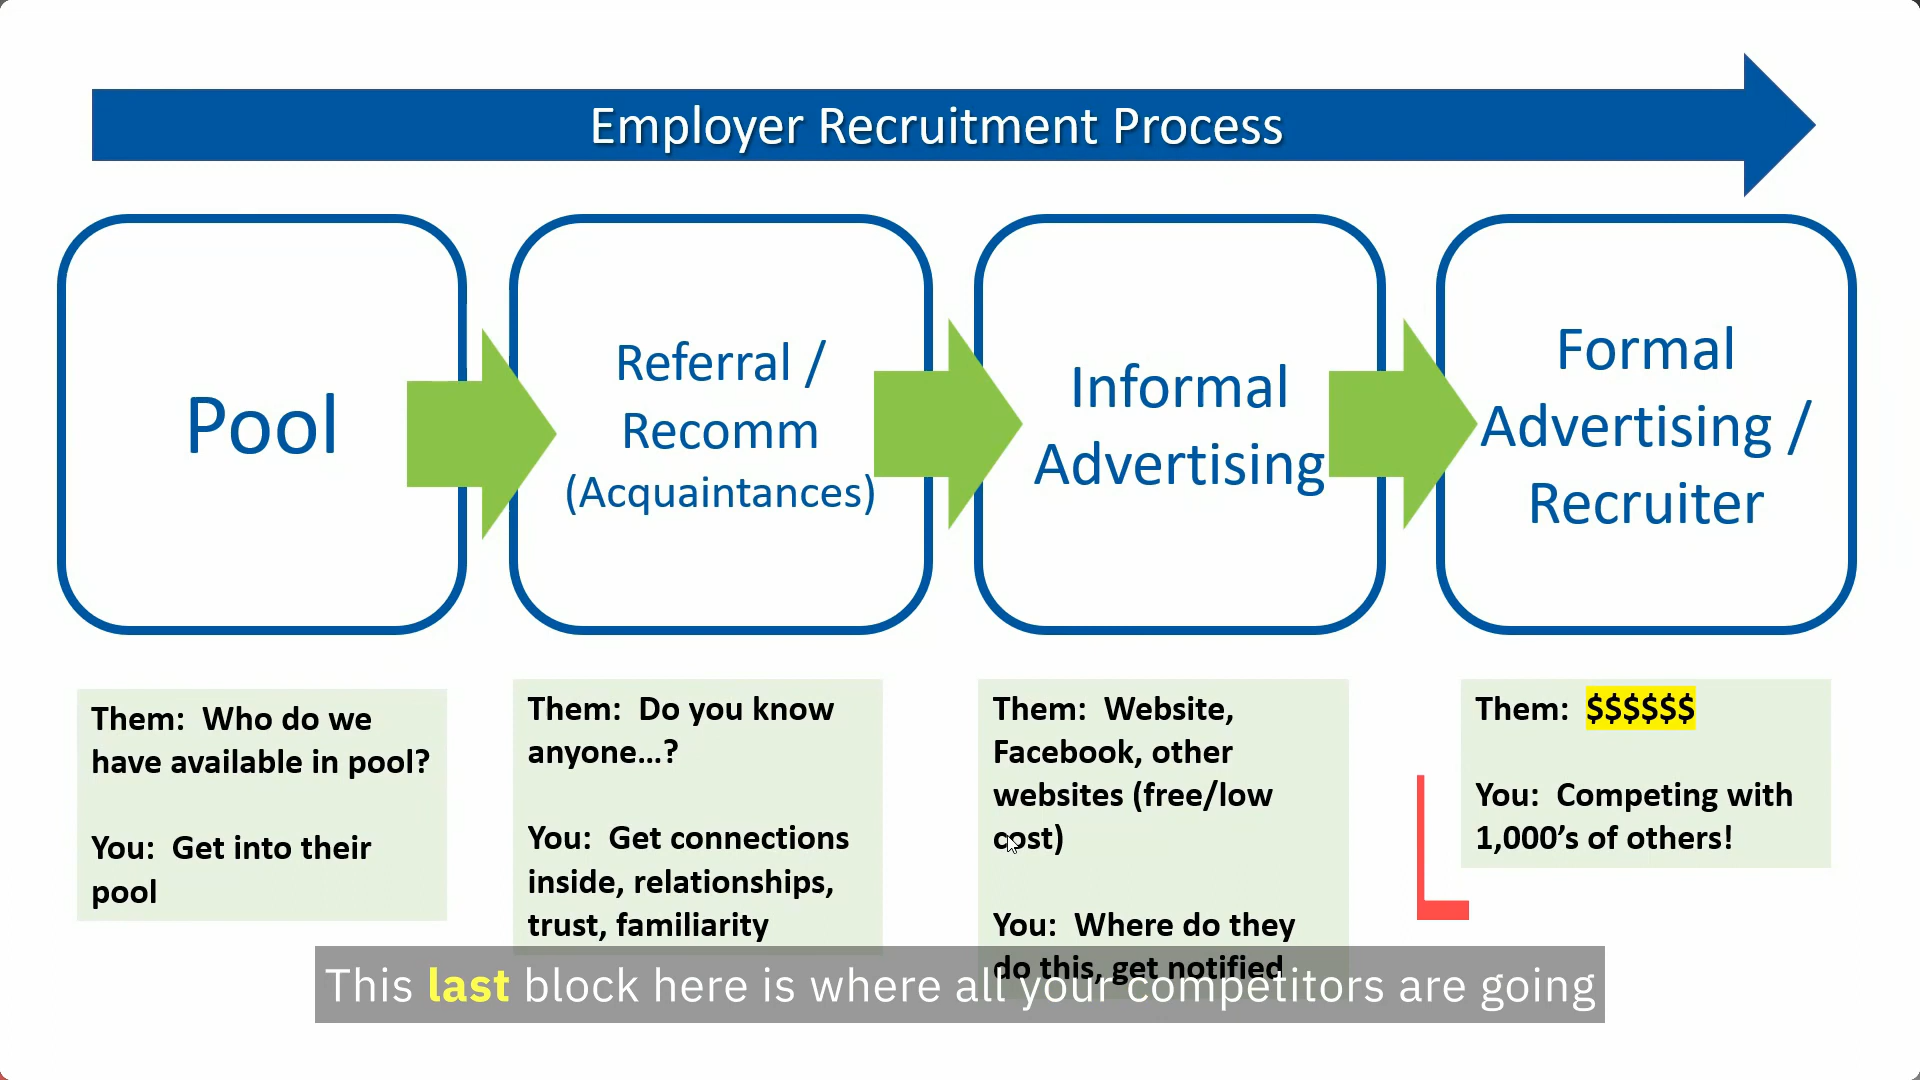 Employer Recruitment Process
Pool
Referral /
Recomm
(Acquaintances)
Informal
Advertising
Formal
Advertising /
Recruiter
Them:  Who do we
have available in pool?
You:  Get into their
pool
Them:  Do you know
anyone...?
You:  Get connections
inside, relationships,
trust, familiarity
Them:  Website,
Facebook, other
websites (free/low
cost)
You:  Where do they
do this, get notified
Them:  $$$$$$
You:  Competing with
1,000’s of others!
This last block here is where all your competitors are going